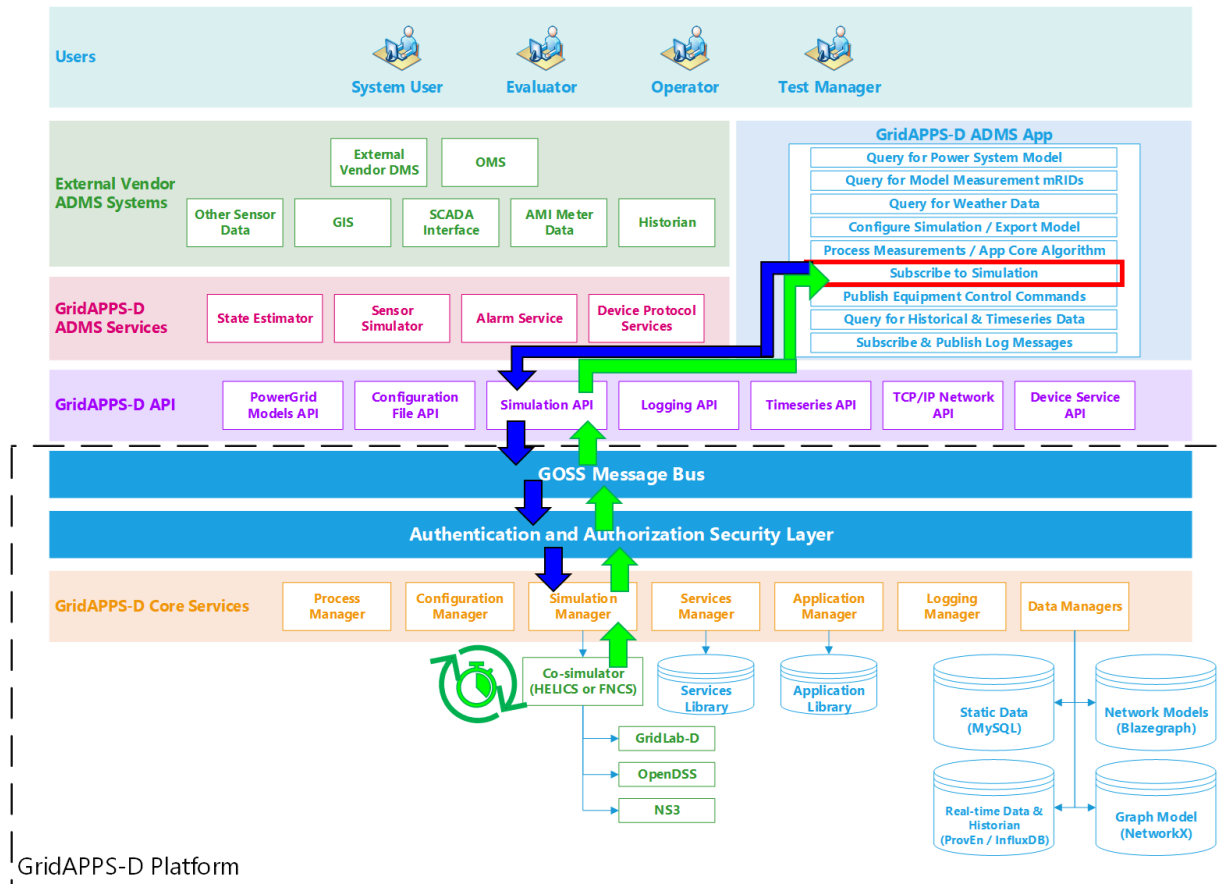 Users
System User
Evaluator
Operator
Test Manager
External Vendor
ADMS Systems
External
Vendor DMS
OMS
Other Sensor
Data
GIS
SCADA
Interface
AMI Meter
Data
Historian
GridAPPS-D ADMS App
Query for Power System Model
Query for Model Measurement mRIDs
Query for Weather Data
Configure Simulation / Export Model
Process Measurements / App Core Algorithm
Subscribe to Simulation
Publish Equipment Control Commands
Query for Historical & Timeseries Data
Subscribe & Publish Log Messages
GridAPPS-D
ADMS Services
State Estimator
Sensor
Simulator
Alarm Service
Device Protocol
Services
GridAPPS-D API
PowerGrid
Models API
Configuration
File API
Simulation API
Logging API
Timeseries API
TCP/IP Network
API
Device Service
API
GOSS Message Bus
Authentication and Authorization Security Layer
GridAPPS-D Core Services
Process
Manager
Configuration
Manager
Simulation
Manager
Services
Manager
Application
Manager
Logging
Manager
Data Managers
Co-simulator
(HELICS or FNCS)
Services
Library
Application
Library
GridLab-D
OpenDSS
NS3
Static Data
(MySQL)
Network Models
(Blazegraph)
Real-time Data &
Historian
(ProvEn / InfluxDB)
Graph Model
(NetworkX)
GridAPPS-D Platform